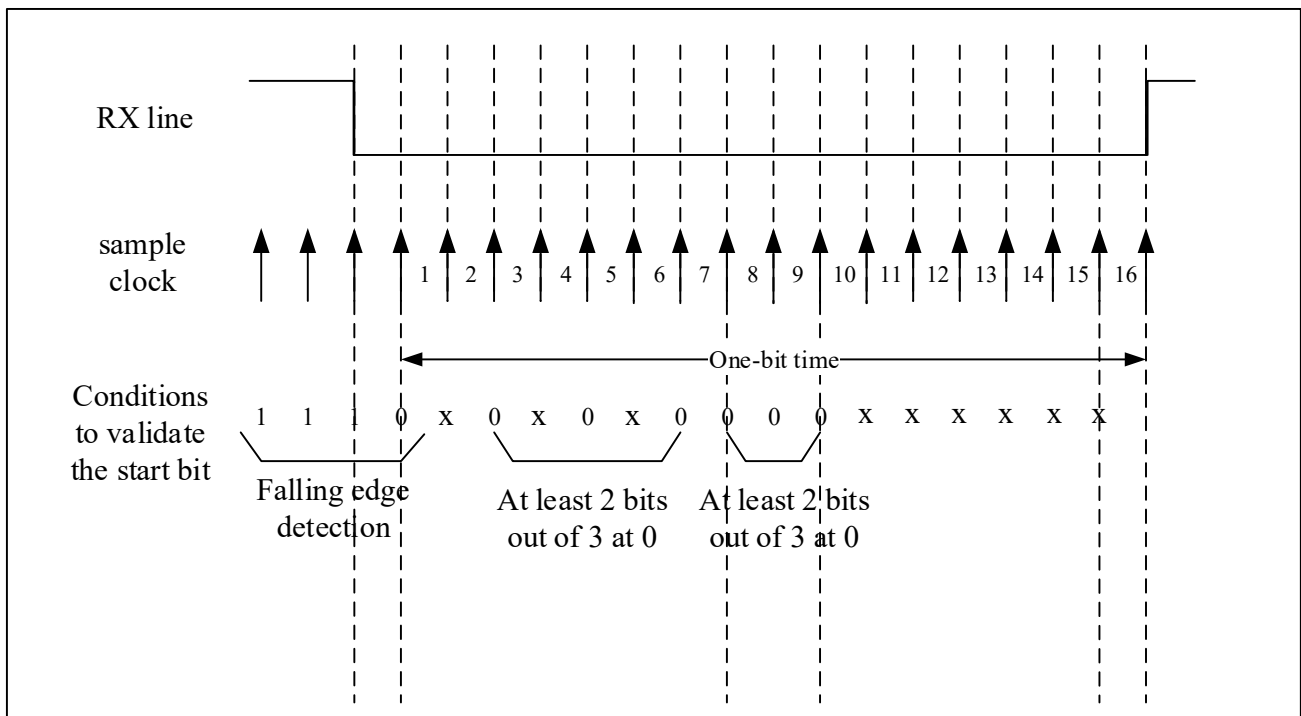 RX line
sample
clock
1 2 3 4 5 6 7 8 9 10 11 12 13 14 15 16
One-bit time
Conditions
to validate
the start bit
1 1 1 0 x 0 x 0 x 0 0 0 0 x x x x x x
Falling edge
detection
At least 2 bits
out of 3 at 0
At least 2 bits
out of 3 at 0